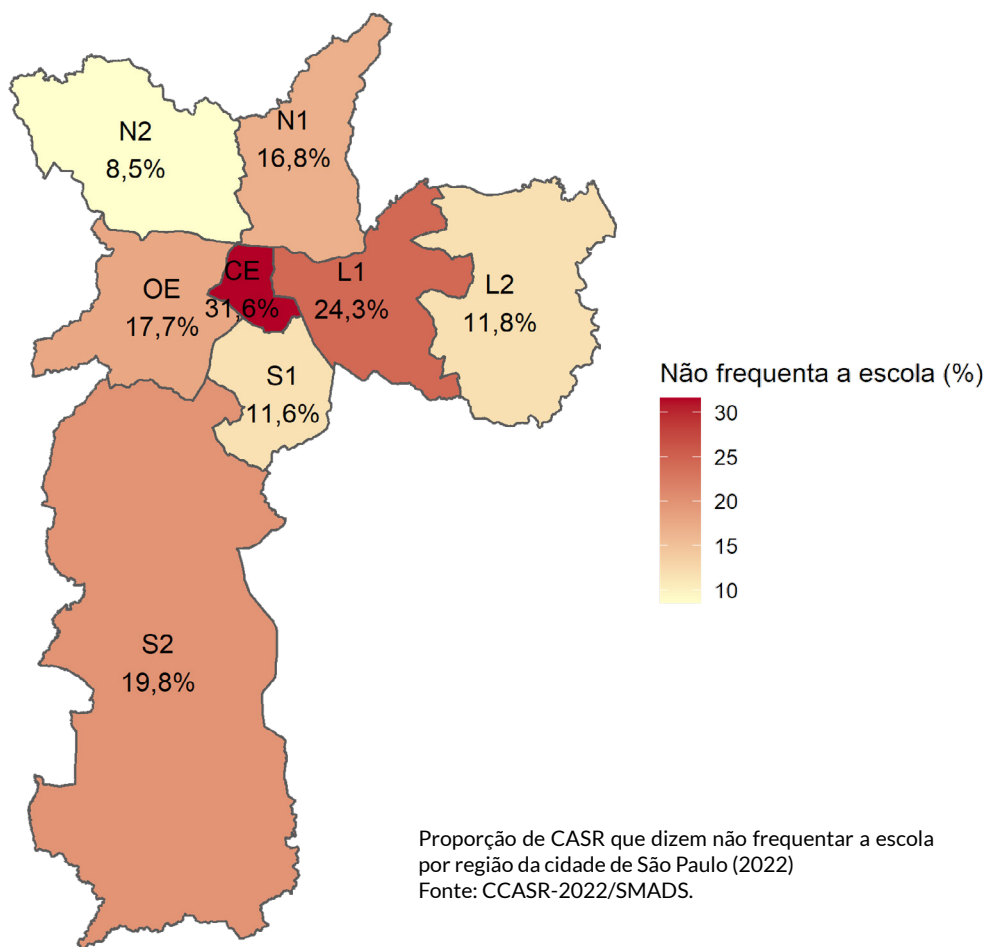 N2
8,5%
N1
16,8%
CE
31,6%
L1
24,3%
L2
11,8%
OE
17,7%
S1
11,6%
Não frequenta a escola (%)
30
25
20
15
10
S2
19,8%
Proporção de CASR que dizem não frequentar a escola
por região da cidade de São Paulo (2022)
Fonte: CCASR-2022/SMADS.